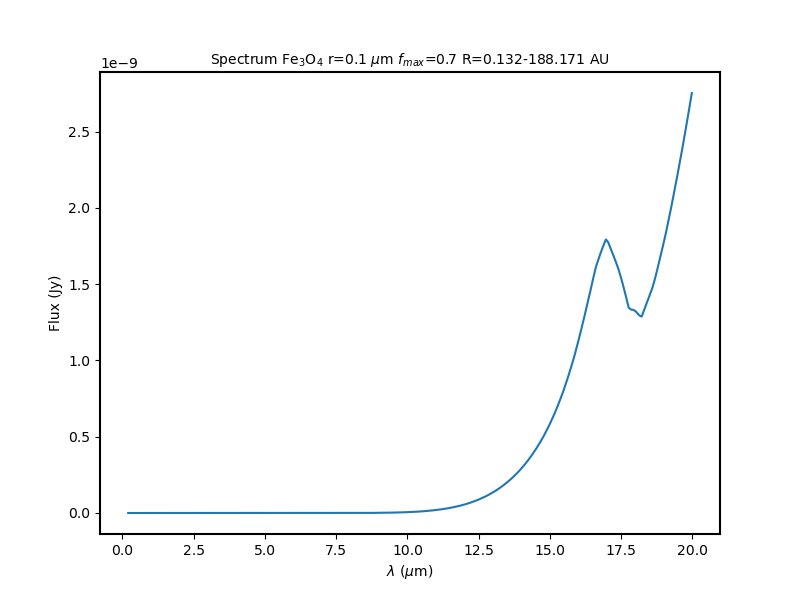 Spectrum Fe₃O₄ r=0.1 μm f_max=0.7 R=0.132-188.171 AU
1e−9
2.5
2.0
1.5
1.0
0.5
0.0
Flux (Jy)
0.0 2.5 5.0 7.5 10.0 12.5 15.0 17.5 20.0
λ (μm)